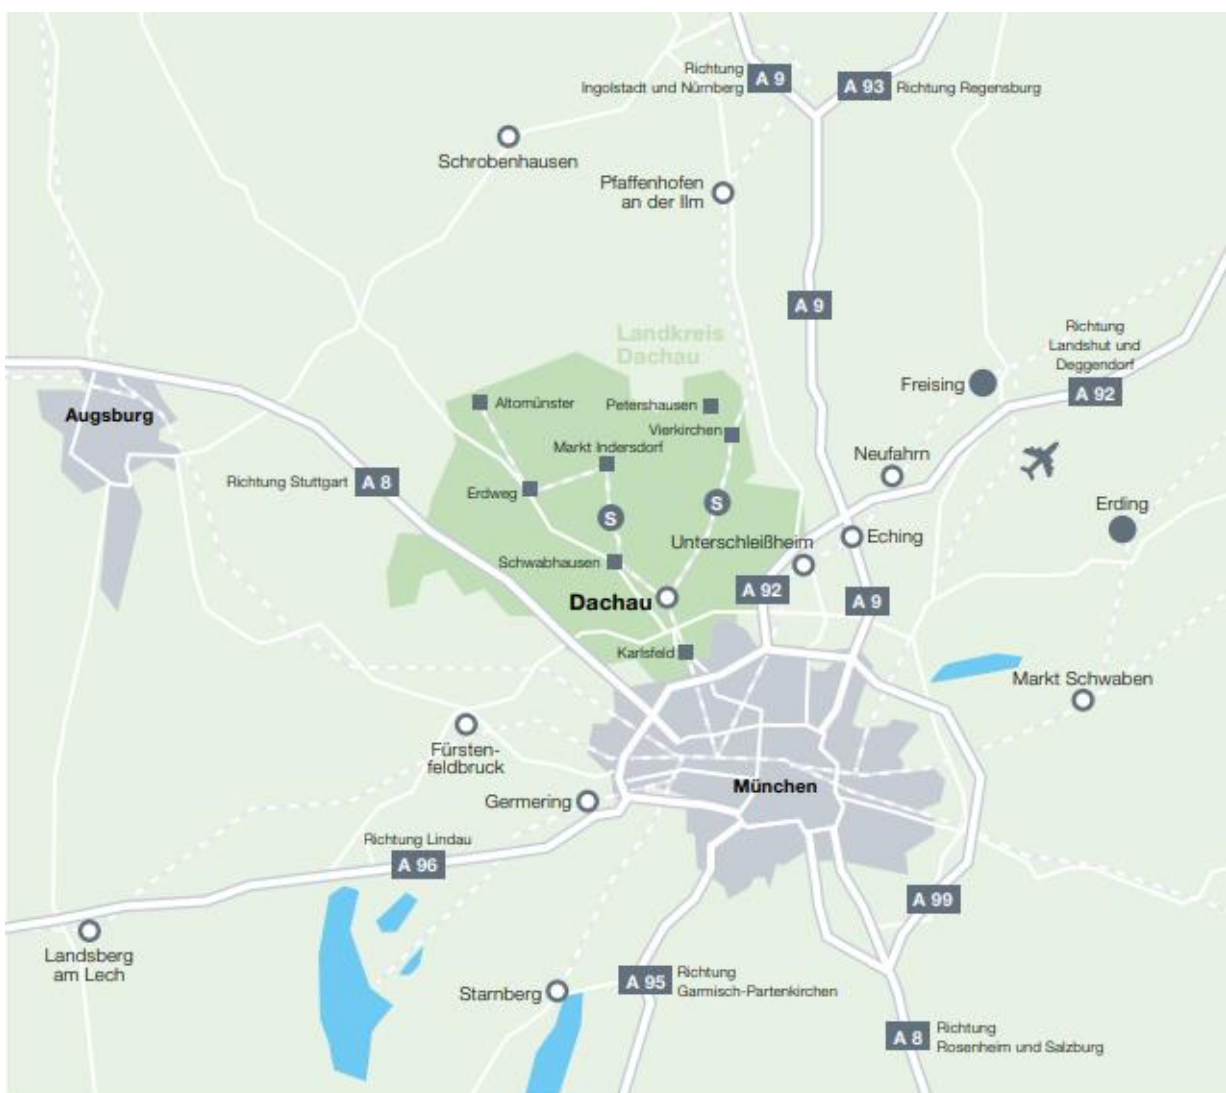 Richtung
Ingolstadt und Nürnberg
A 9
A 93
Richtung Regensburg
Schrobenhausen
Pfaffenhofen
an der Ilm
A 9
Landkreis
Dachau
Richtung
Landshut und
Deggendorf
A 92
Freising
Augsburg
Altomünster
Petershausen
Vierkirchen
Markt Indersdorf
Neufahrn
Richtung Stuttgart
A 8
Erdweg
S
S
Erding
Unterschleißheim
Eching
Schwabhausen
A 92
A 9
Dachau
Karlsfeld
Markt Schwaben
Fürsten-
feldbruck
München
Germering
Richtung Lindau
A 96
A 99
Landsberg
am Lech
Starnberg
A 95
Richtung
Garmisch-Partenkirchen
A 8
Richtung
Rosenheim und Salzburg